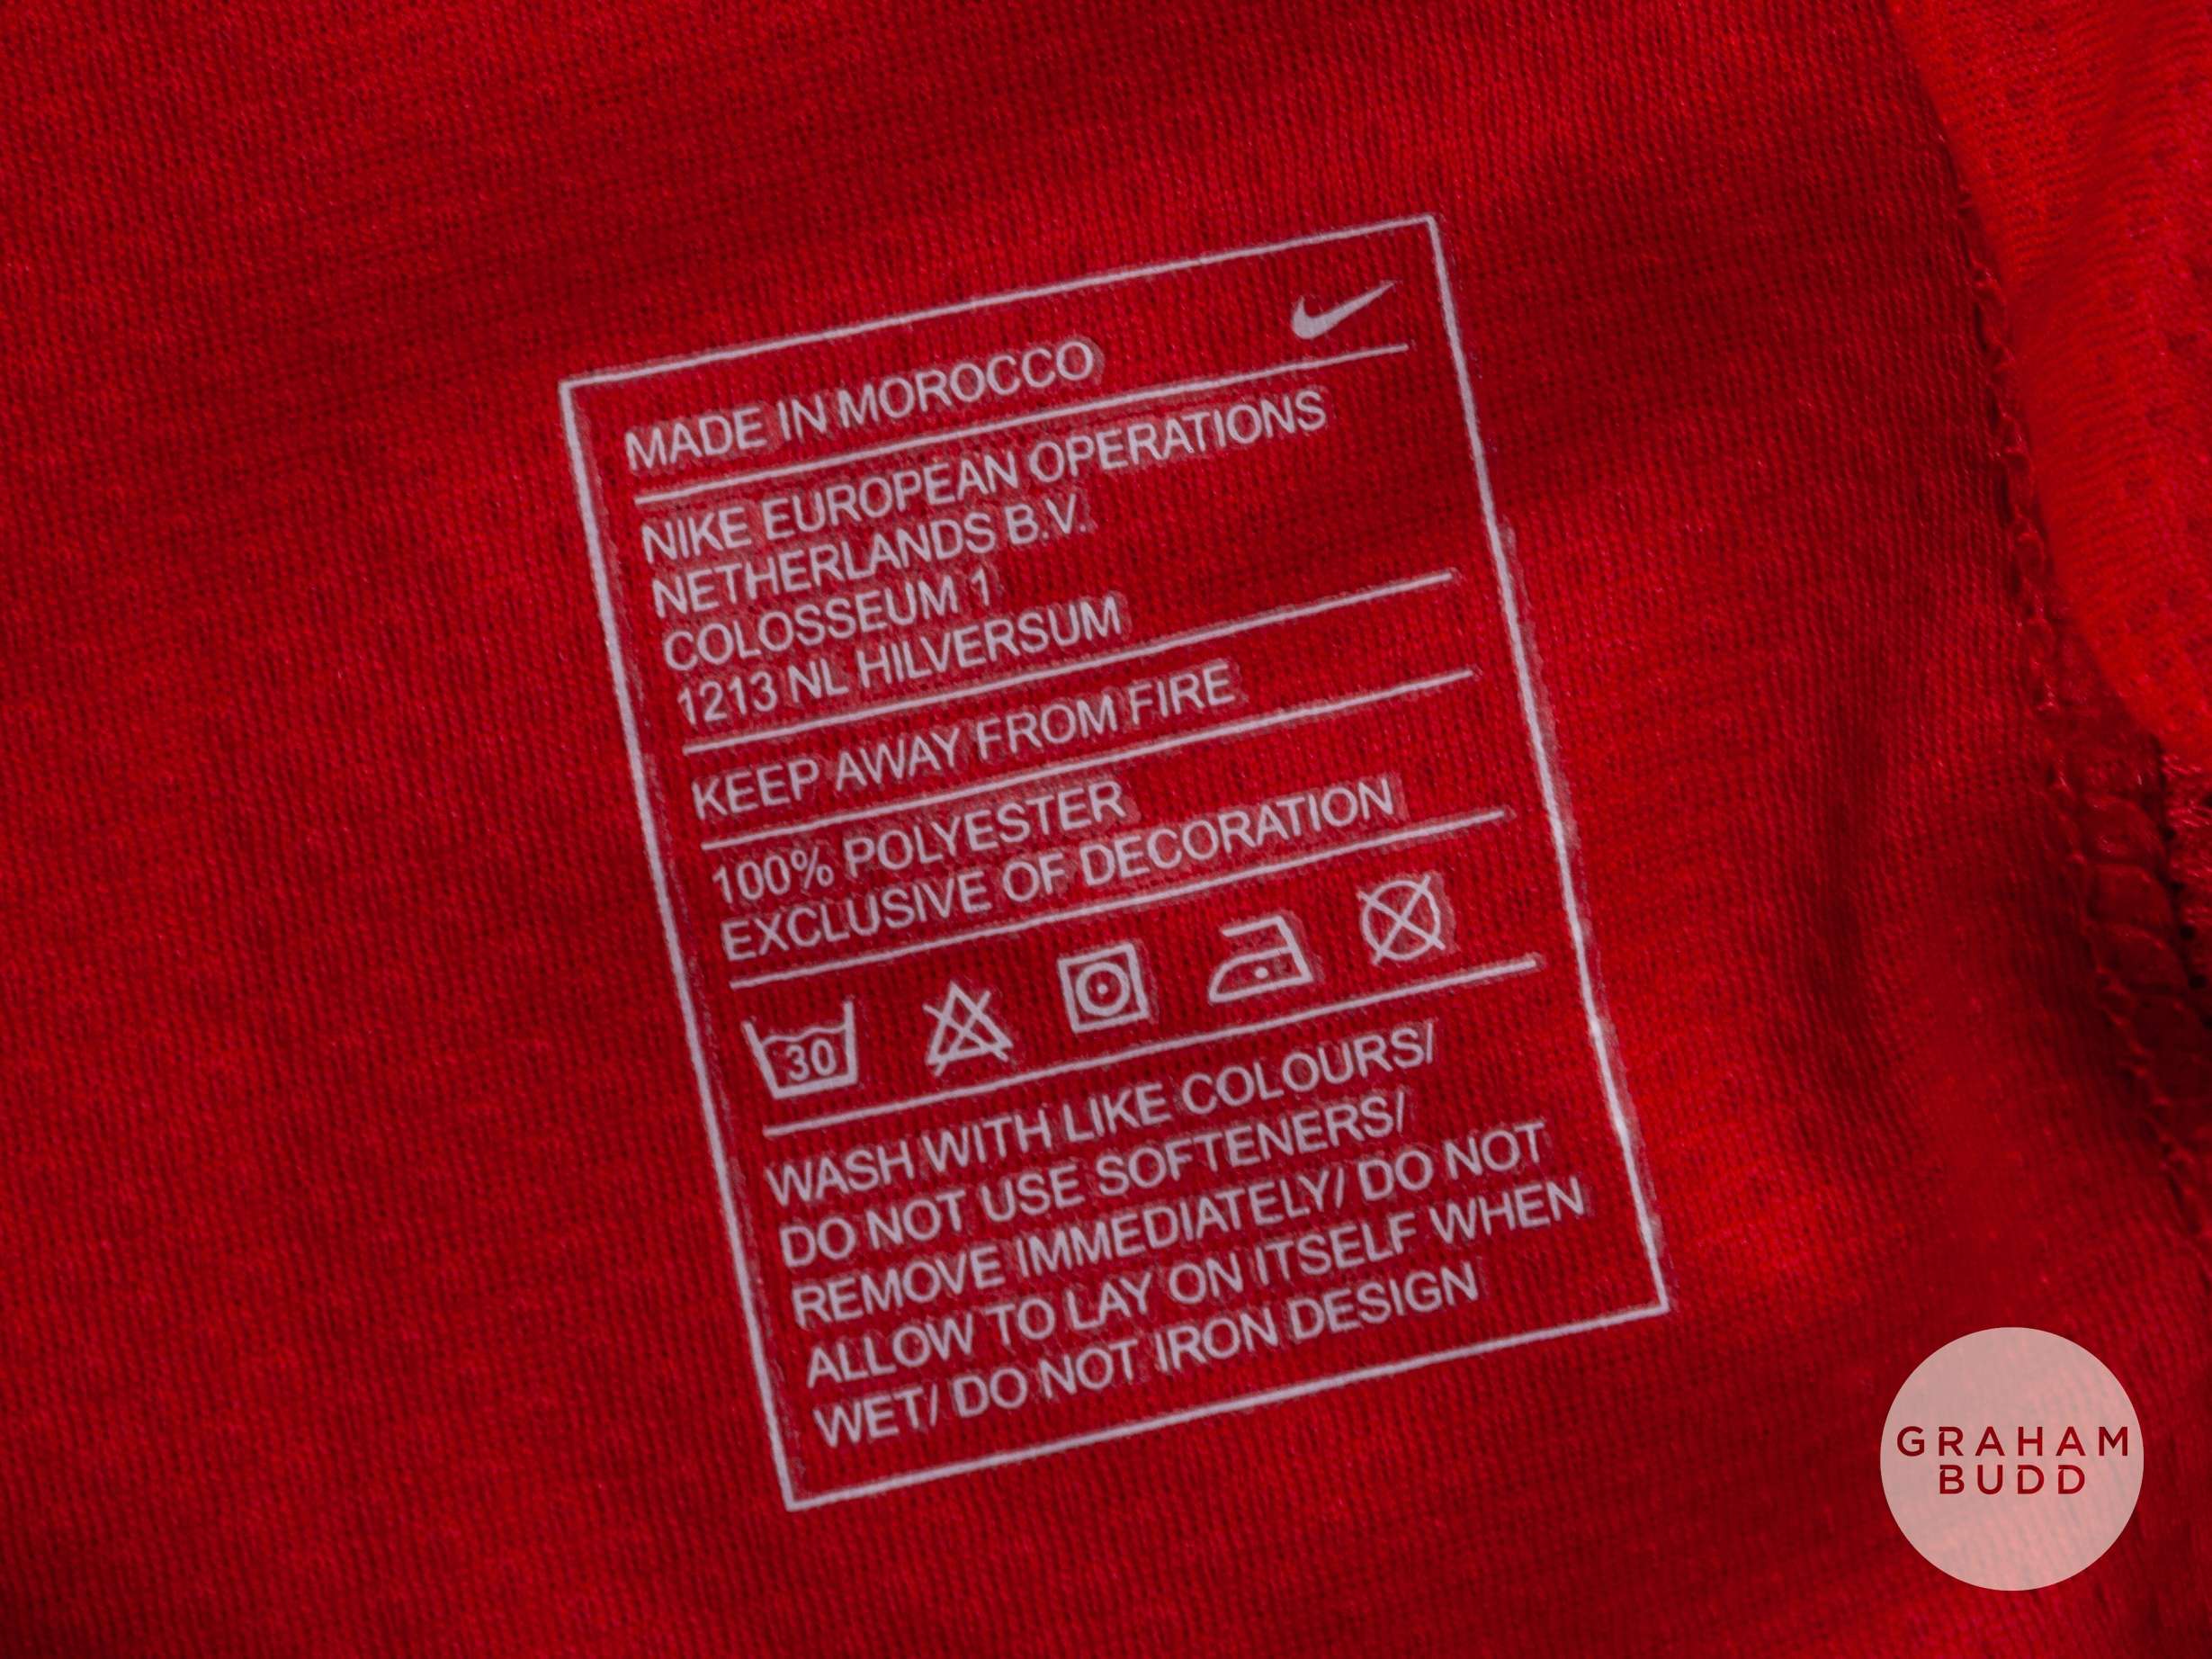 MADE IN MOROCCO
NIKE EUROPEAN OPERATIONS
NETHERLANDS B.V.
COLOSSEUM 1
1213 NL HILVERSUM
KEEP AWAY FROM FIRE
100% POLYESTER
EXCLUSIVE OF DECORATION
30
WASH WITH LIKE COLOURS/
DO NOT USE SOFTENERS/
REMOVE IMMEDIATELY/ DO NOT
ALLOW TO LAY ON ITSELF WHEN
WET/ DO NOT IRON DESIGN
GRAHAM
BUDD